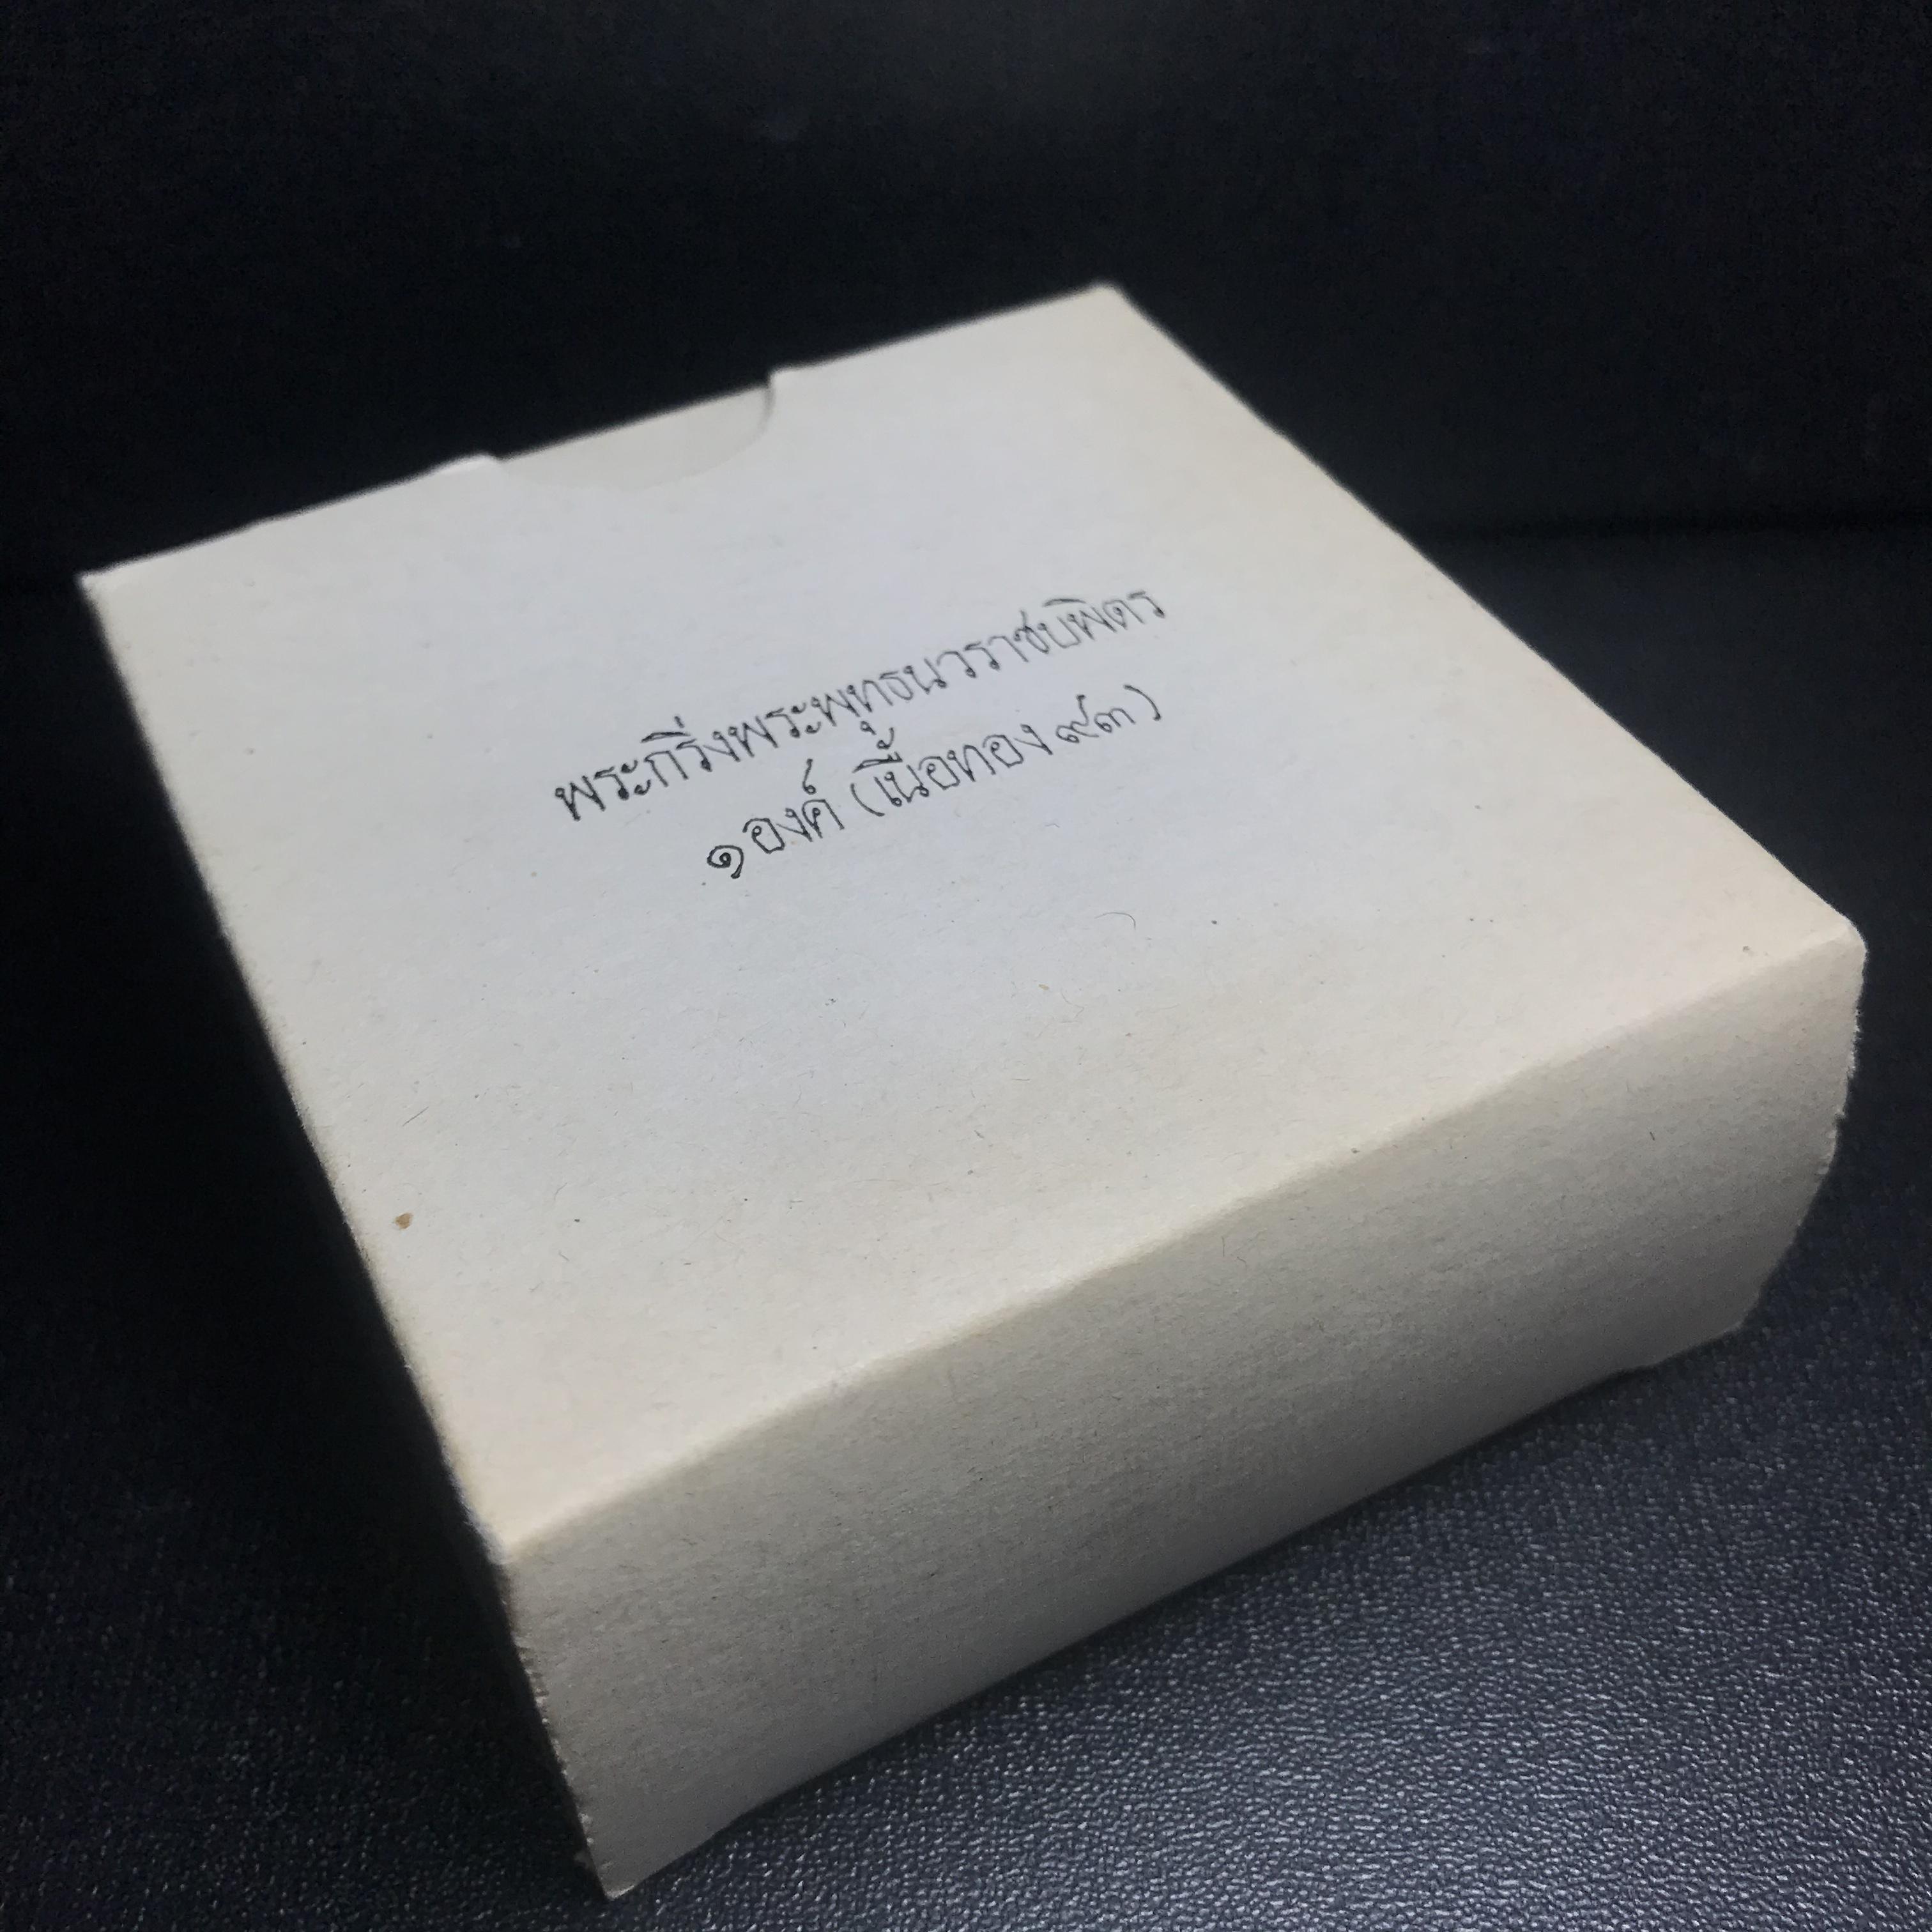 พระกริ่งพระพุทธนวราชบพิตร
๑ องค์ (เนื้อทอง ๙๓)